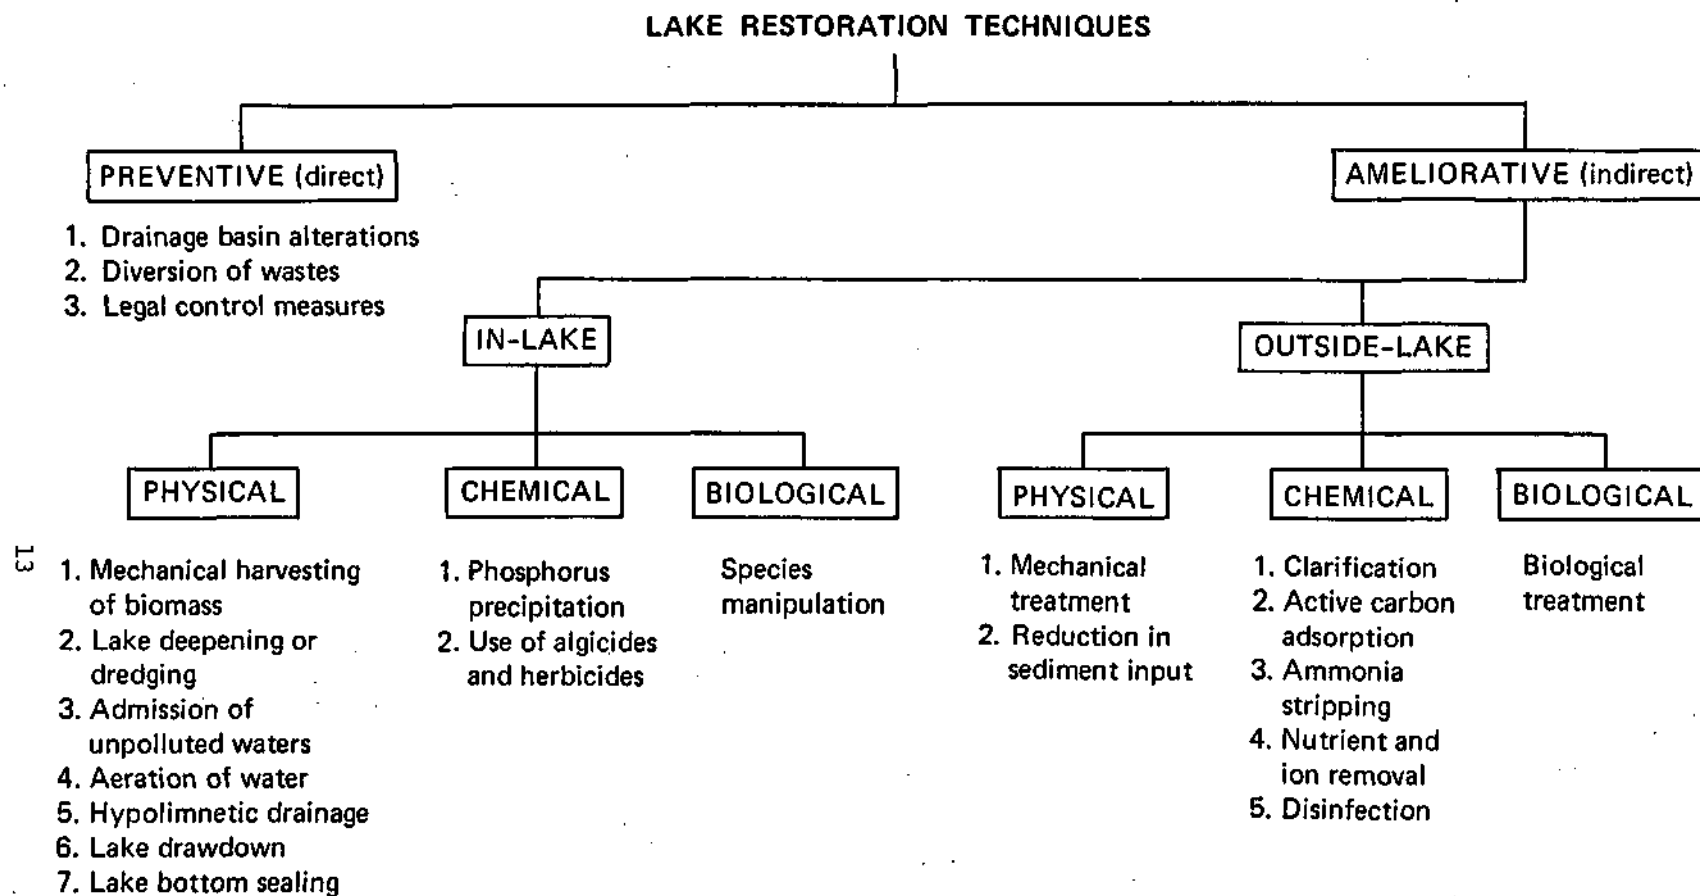 LAKE RESTORATION TECHNIQUES
PREVENTIVE (direct)
1. Drainage basin alterations
2. Diversion of wastes
3. Legal control measures
AMELIORATIVE (indirect)
IN-LAKE
OUTSIDE-LAKE
PHYSICAL
1. Mechanical harvesting
of biomass
2. Lake deepening or
dredging
3. Admission of
unpolluted waters
4. Aeration of water
5. Hypolimnetic drainage
6. Lake drawdown
7. Lake bottom sealing
CHEMICAL
1. Phosphorus
precipitation
2. Use of algicides
and herbicides
BIOLOGICAL
Species
manipulation
PHYSICAL
1. Mechanical
treatment
2. Reduction in
sediment input
CHEMICAL
1. Clarification
2. Active carbon
adsorption
3. Ammonia
stripping
4. Nutrient and
ion removal
5. Disinfection
BIOLOGICAL
Biological
treatment
13